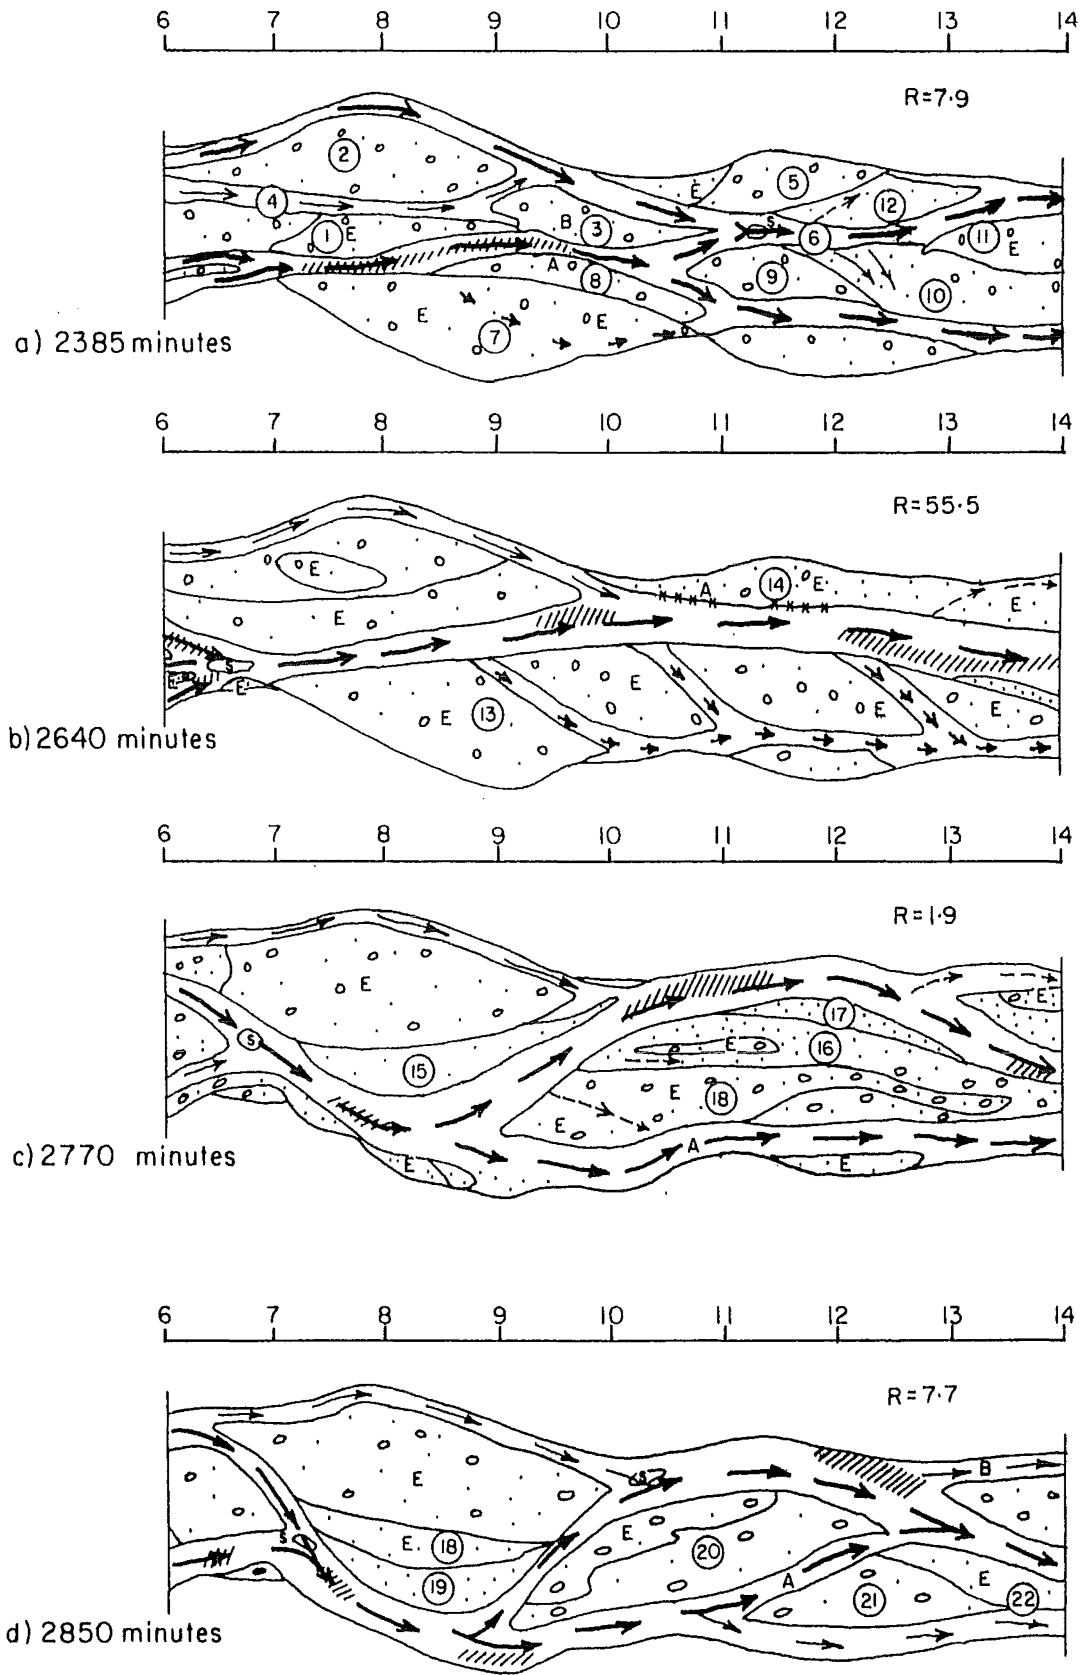 6 7 8 9 10 11 12 13 14
R=7·9
2 5
E
4 12
1 E B 3 S 6 11 E
A 8 9 10
E 7 E
a) 2385 minutes
6 7 8 9 10 11 12 13 14
R=55·5
E A 14 E
E E
S
E E E E E
E 13
b) 2640 minutes
6 7 8 9 10 11 12 13 14
R=1·9
E E
17
S 15 E 16
E 18
E
A
E E
c) 2770 minutes
6 7 8 9 10 11 12 13 14
R=7·7
E S B
S E 18 E 20
19 A 21 E 22
d) 2850 minutes